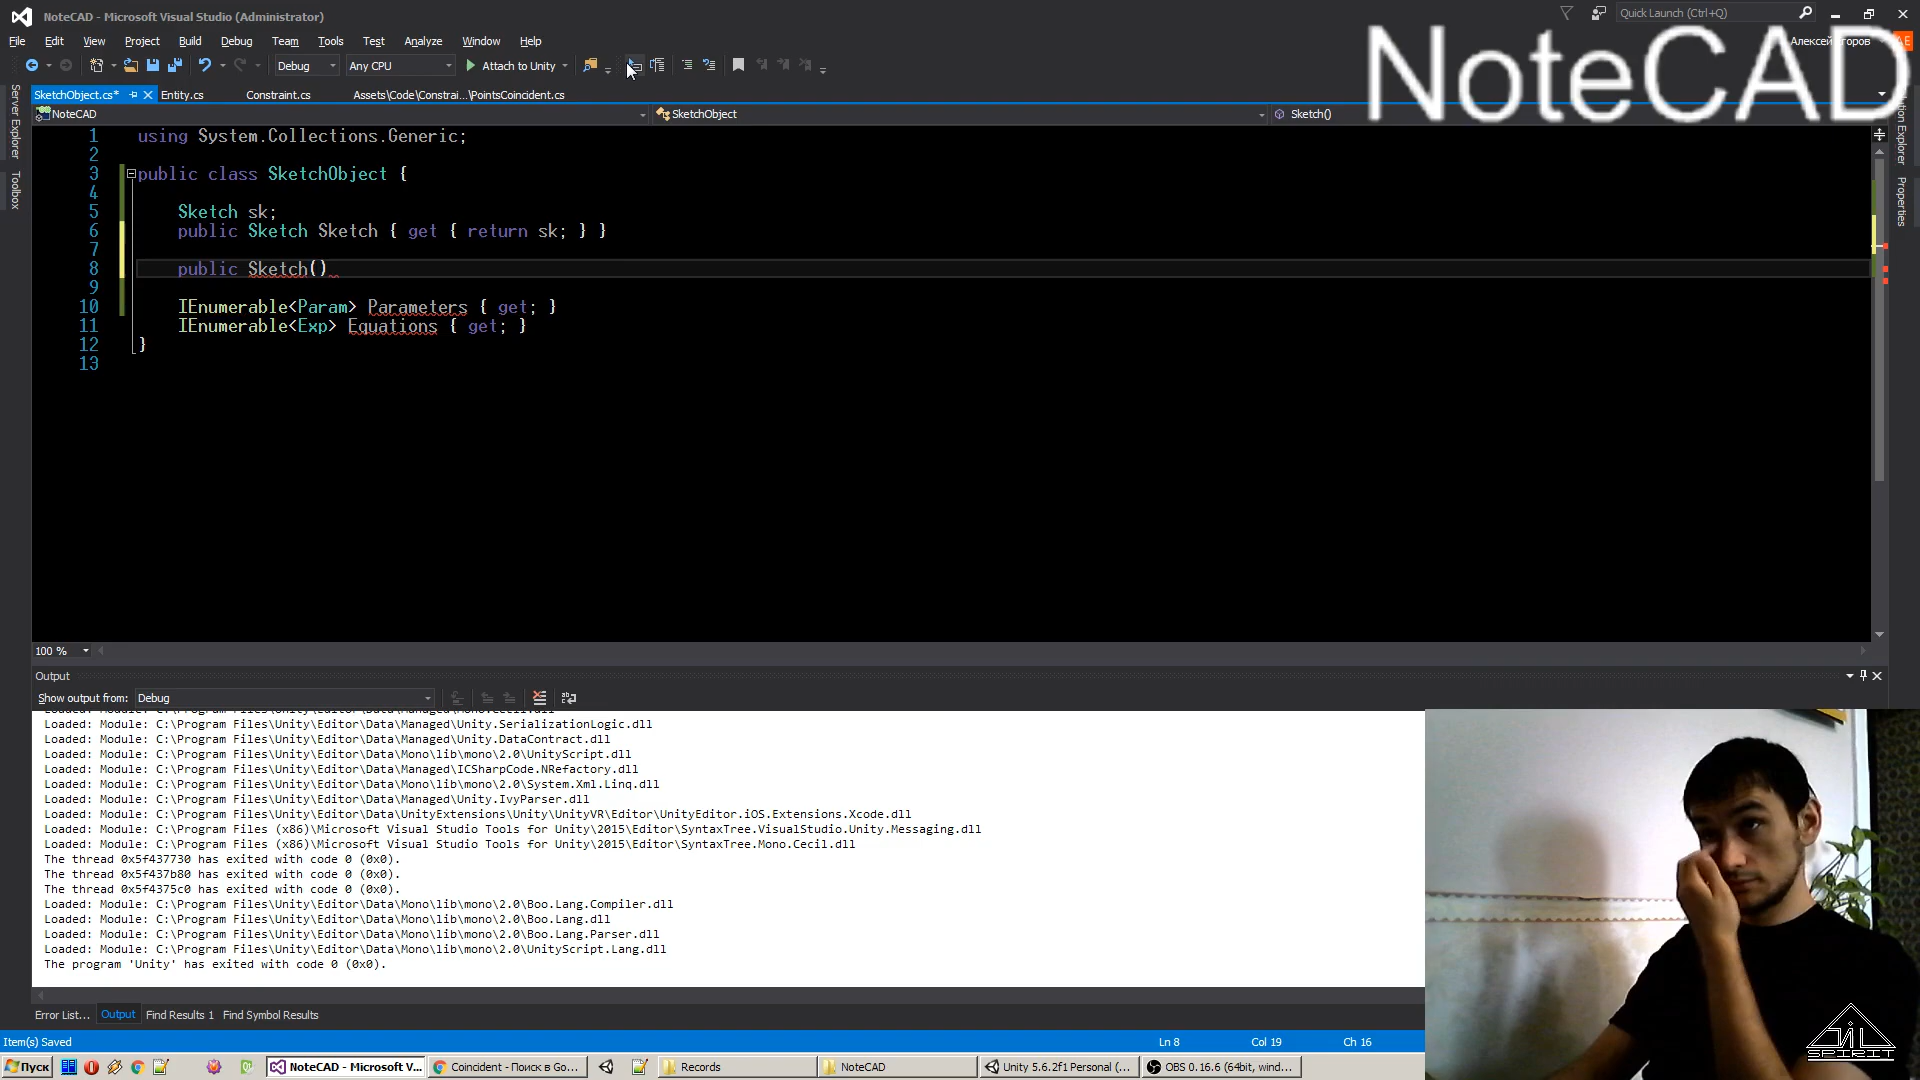 NoteCAD - Microsoft Visual Studio (Administrator)
Quick Launch (Ctrl+Q)
File Edit View Project Build Debug Team Tools Test Analyze Window Help
Debug Any CPU Attach to Unity
NoteCAD
SketchObject.cs* Entity.cs Constraint.cs Assets\Code\Constrai...\PointsCoincident.cs
NoteCAD SketchObject Sketch()
Server Explorer
Toolbox
Properties
1 using System.Collections.Generic;
2
3 public class SketchObject {
4
5 Sketch sk;
6 public Sketch Sketch { get { return sk; } }
7
8 public Sketch()
9
10 IEnumerable<Param> Parameters { get; }
11 IEnumerable<Exp> Equations { get; }
12 }
13
100 %
Output
Show output from: Debug
Loaded: Module: C:\Program Files\Unity\Editor\Data\Managed\Unity.SerializationLogic.dll
Loaded: Module: C:\Program Files\Unity\Editor\Data\Managed\Unity.DataContract.dll
Loaded: Module: C:\Program Files\Unity\Editor\Data\Mono\lib\mono\2.0\UnityScript.dll
Loaded: Module: C:\Program Files\Unity\Editor\Data\Managed\ICSharpCode.NRefactory.dll
Loaded: Module: C:\Program Files\Unity\Editor\Data\Mono\lib\mono\2.0\System.Xml.Linq.dll
Loaded: Module: C:\Program Files\Unity\Editor\Data\Managed\Unity.IvyParser.dll
Loaded: Module: C:\Program Files\Unity\Editor\Data\UnityExtensions\Unity\UnityVR\Editor\UnityEditor.iOS.Extensions.Xcode.dll
Loaded: Module: C:\Program Files (x86)\Microsoft Visual Studio Tools for Unity\2015\Editor\SyntaxTree.VisualStudio.Unity.Messaging.dll
Loaded: Module: C:\Program Files (x86)\Microsoft Visual Studio Tools for Unity\2015\Editor\SyntaxTree.Mono.Cecil.dll
The thread 0x5f437730 has exited with code 0 (0x0).
The thread 0x5f437b80 has exited with code 0 (0x0).
The thread 0x5f4375c0 has exited with code 0 (0x0).
Loaded: Module: C:\Program Files\Unity\Editor\Data\Mono\lib\mono\2.0\Boo.Lang.Compiler.dll
Loaded: Module: C:\Program Files\Unity\Editor\Data\Mono\lib\mono\2.0\Boo.Lang.dll
Loaded: Module: C:\Program Files\Unity\Editor\Data\Mono\lib\mono\2.0\Boo.Lang.Parser.dll
Loaded: Module: C:\Program Files\Unity\Editor\Data\Mono\lib\mono\2.0\UnityScript.Lang.dll
The program 'Unity' has exited with code 0 (0x0).
Error List... Output Find Results 1 Find Symbol Results
Item(s) Saved Ln 8 Col 19 Ch 16
Пуск NoteCAD - Microsoft V... Coincident - Поиск в Go... Records NoteCAD Unity 5.6.2f1 Personal (... OBS 0.16.6 (64bit, wind...
SPIRIT